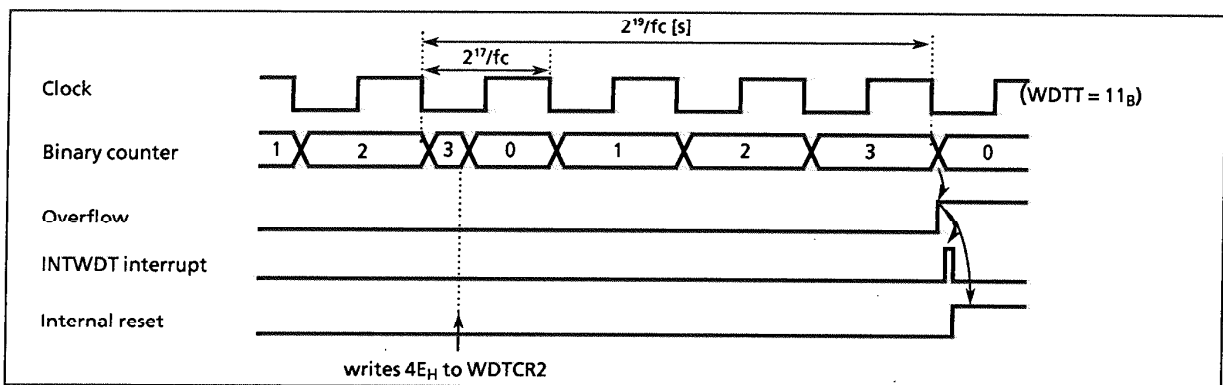 2¹⁹/fc [s]
2¹⁷/fc
Clock
(WDTT = 11B)
Binary counter
1 2 3 0 1 2 3 0
Overflow
INTWDT interrupt
Internal reset
writes 4EH to WDTCR2